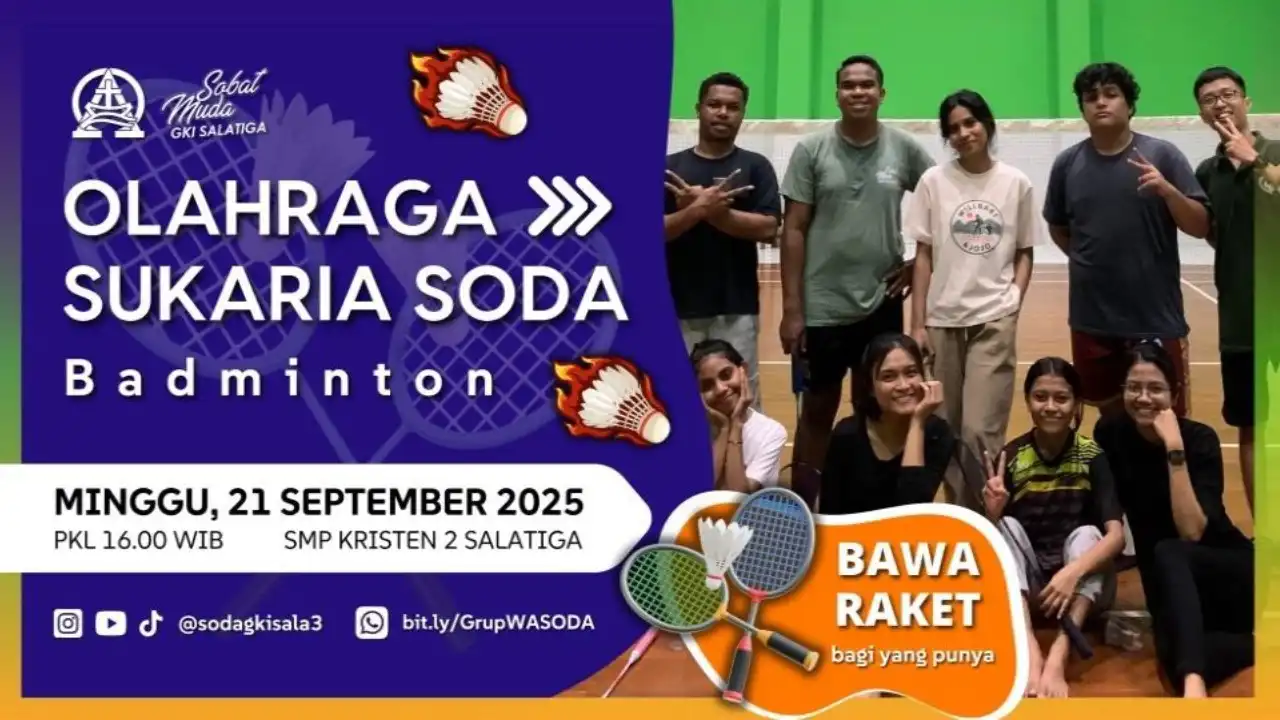 Sobat
Muda
GKI SALATIGA
OLAHRAGA
SUKARIA SODA
Badminton
MINGGU, 21 SEPTEMBER 2025
PKL 16.00 WIB SMP KRISTEN 2 SALATIGA
@sodagkisala3 bit.ly/GrupWASODA
BAWA
RAKET
bagi yang punya